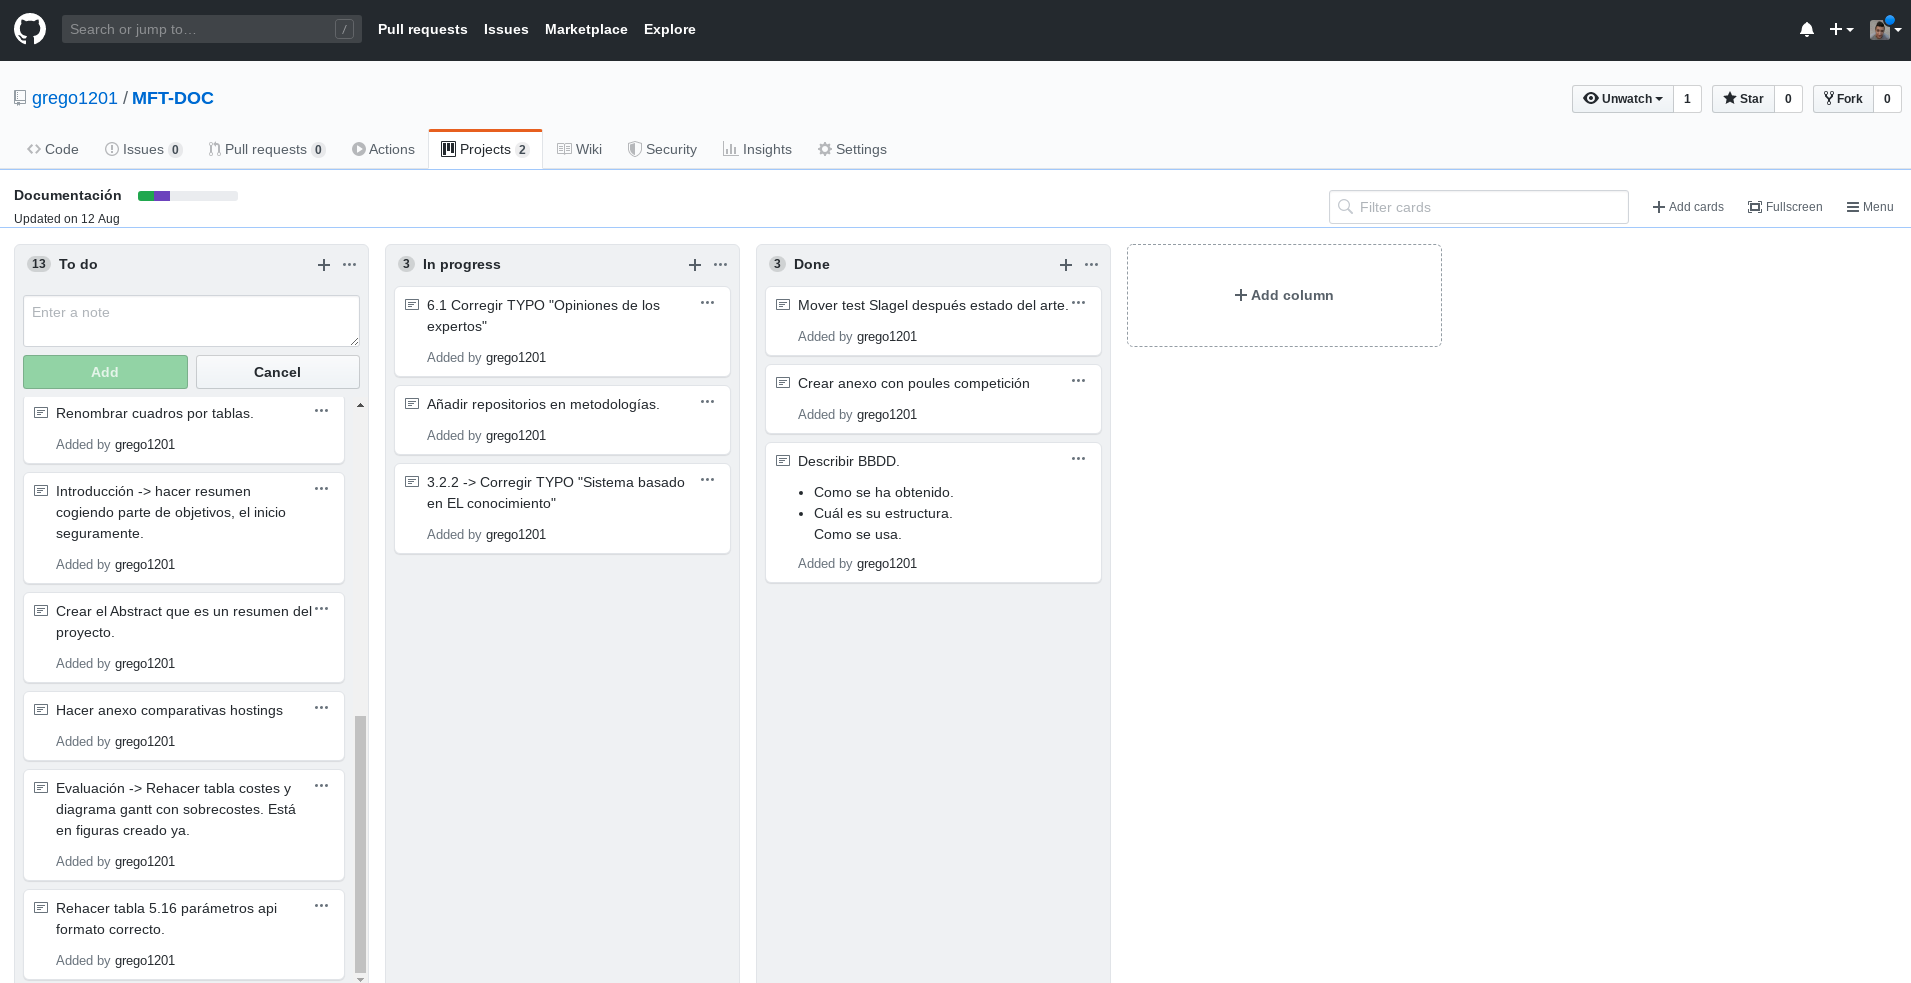 Search or jump to…
/
Pull requests
Issues
Marketplace
Explore
grego1201 / MFT-DOC
Unwatch
1
Star
0
Fork
0
Code
Issues 0
Pull requests 0
Actions
Projects 2
Wiki
Security
Insights
Settings
Documentación
Updated on 12 Aug
Filter cards
Add cards
Fullscreen
Menu
13 To do
Enter a note
Add
Cancel
Renombrar cuadros por tablas.
Added by grego1201
Introducción -> hacer resumen
cogiendo parte de objetivos, el inicio
seguramente.
Added by grego1201
Crear el Abstract que es un resumen del
proyecto.
Added by grego1201
Hacer anexo comparativas hostings
Added by grego1201
Evaluación -> Rehacer tabla costes y
diagrama gantt con sobrecostes. Está
en figuras creado ya.
Added by grego1201
Rehacer tabla 5.16 parámetros api
formato correcto.
Added by grego1201
3 In progress
6.1 Corregir TYPO "Opiniones de los
expertos"
Added by grego1201
Añadir repositorios en metodologías.
Added by grego1201
3.2.2 -> Corregir TYPO "Sistema basado
en EL conocimiento"
Added by grego1201
3 Done
Mover test Slagel después estado del arte.
Added by grego1201
Crear anexo con poules competición
Added by grego1201
Describir BBDD.
• Como se ha obtenido.
• Cuál es su estructura.
Como se usa.
Added by grego1201
Add column